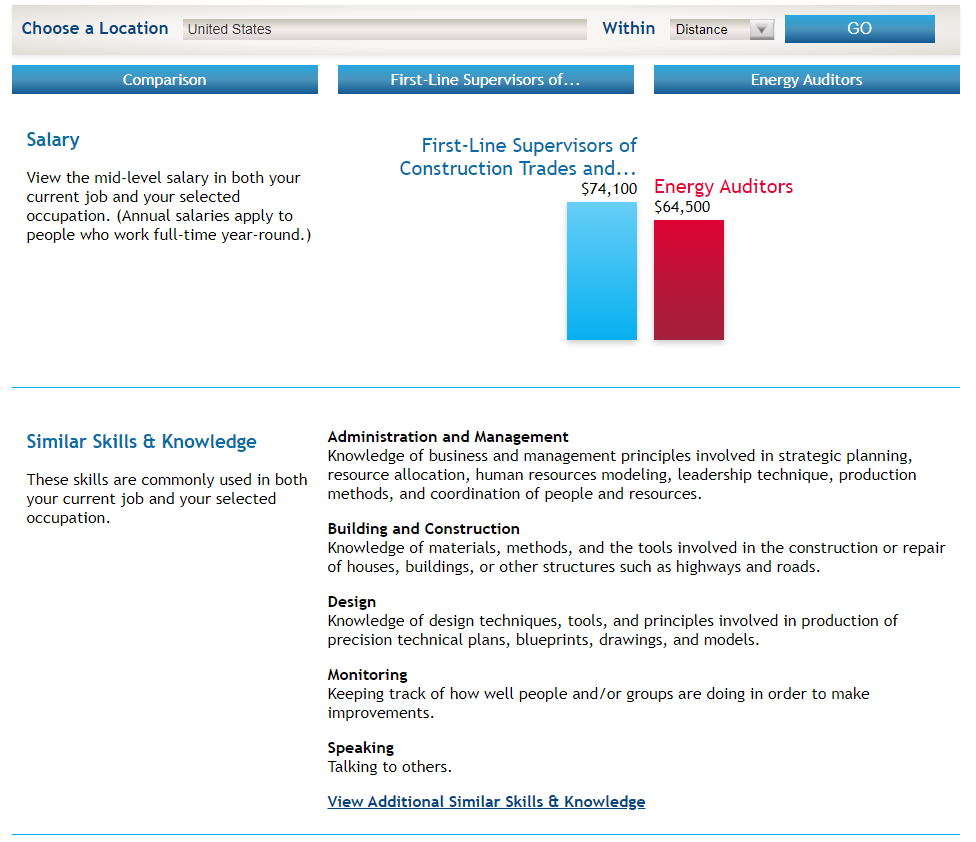 Choose a Location United States Within Distance GO
Comparison First-Line Supervisors of... Energy Auditors
Salary
View the mid-level salary in both your
current job and your selected
occupation. (Annual salaries apply to
people who work full-time year-round.)
First-Line Supervisors of
Construction Trades and...
$74,100
Energy Auditors
$64,500
Similar Skills & Knowledge
These skills are commonly used in both
your current job and your selected
occupation.
Administration and Management
Knowledge of business and management principles involved in strategic planning,
resource allocation, human resources modeling, leadership technique, production
methods, and coordination of people and resources.
Building and Construction
Knowledge of materials, methods, and the tools involved in the construction or repair
of houses, buildings, or other structures such as highways and roads.
Design
Knowledge of design techniques, tools, and principles involved in production of
precision technical plans, blueprints, drawings, and models.
Monitoring
Keeping track of how well people and/or groups are doing in order to make
improvements.
Speaking
Talking to others.
View Additional Similar Skills & Knowledge